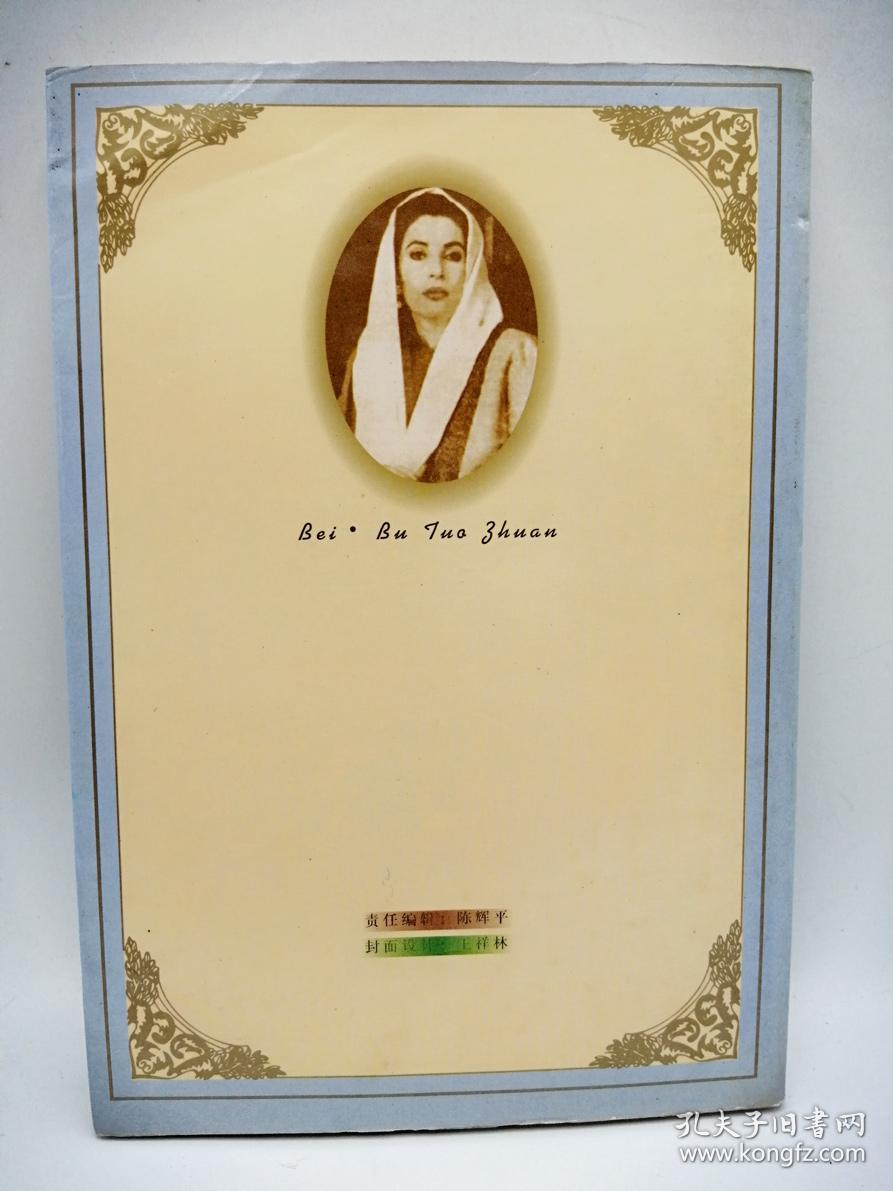 Bei· Bu Tuo Zhuan
责任编辑：陈辉平
封面设计：王祥林
孔夫子旧书网
www.kongfz.com